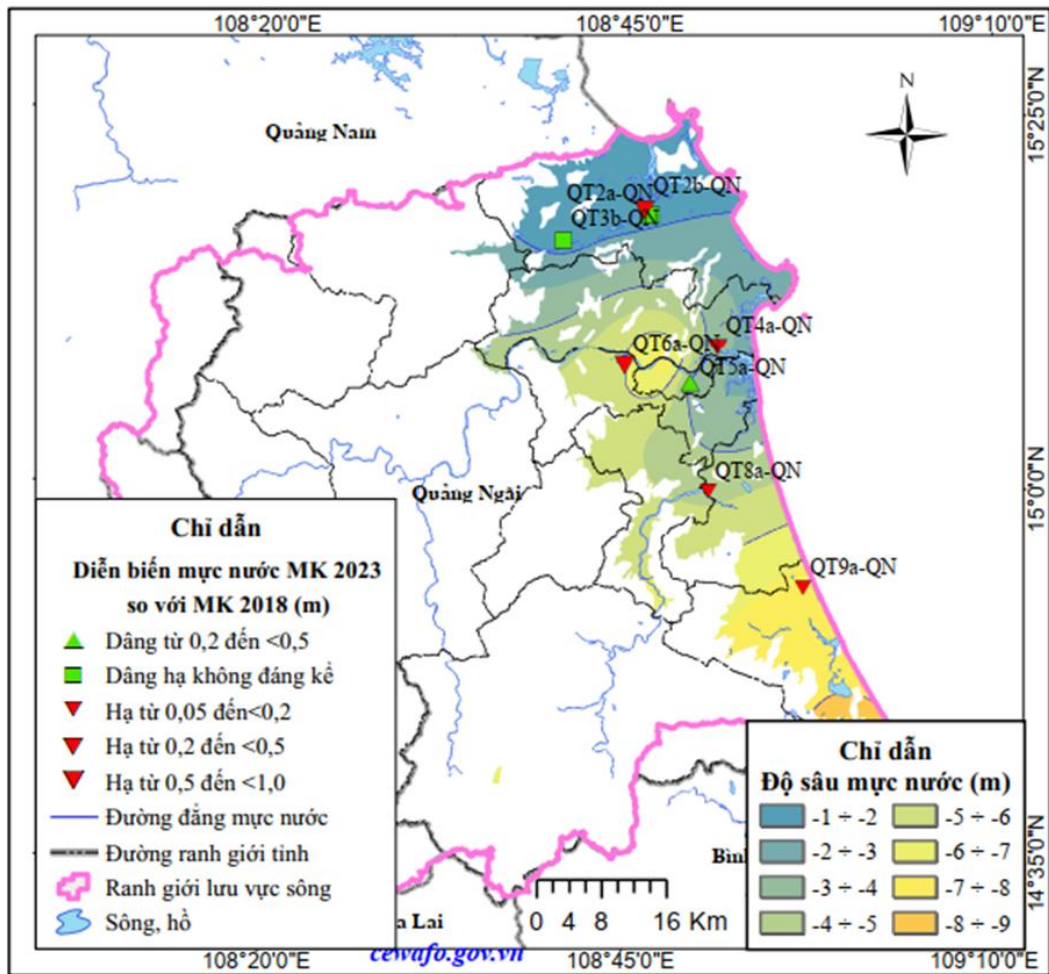 108°20'0"E
108°45'0"E
109°10'0"E
15°25'0"N
N
Quảng Nam
QT2a-QN
QT2b-QN
QT3b-QN
QT4a-QN
QT6a-QN
QT5a-QN
QT8a-QN
15°0'0"N
Quảng Ngãi
QT9a-QN
Chỉ dẫn
Diễn biến mực nước MK 2023
so với MK 2018 (m)
Dâng từ 0,2 đến <0,5
Dâng hạ không đáng kể
Hạ từ 0,05 đến<0,2
Hạ từ 0,2 đến <0,5
Hạ từ 0,5 đến <1,0
Đường đẳng mực nước
Đường ranh giới tỉnh
Ranh giới lưu vực sông
Sông, hồ
Chỉ dẫn
Độ sâu mực nước (m)
-1 ÷ -2
-5 ÷ -6
-2 ÷ -3
-6 ÷ -7
-3 ÷ -4
-7 ÷ -8
-4 ÷ -5
-8 ÷ -9
14°35'0"N
Bình
0 4 8 16 Km
a Lai
cewafo.gov.vn
108°20'0"E
108°45'0"E
109°10'0"E